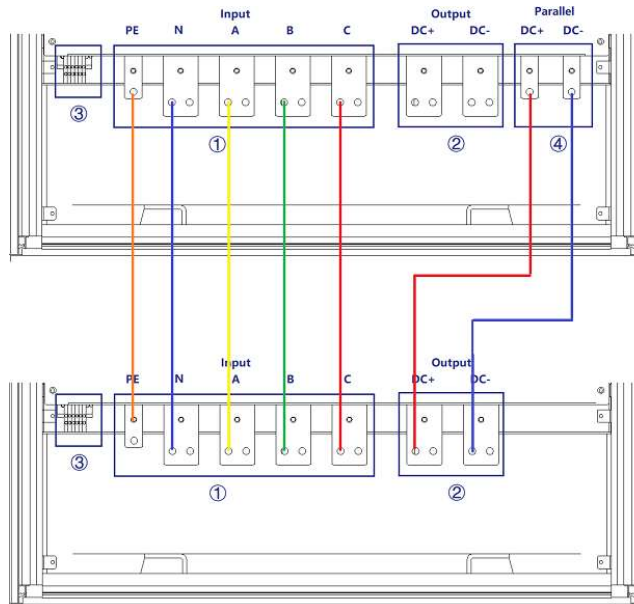 Input Output Parallel
PE N A B C DC+ DC- DC+ DC-
③ ① ② ④
Input Output
PE N A B C DC+ DC-
③ ① ②